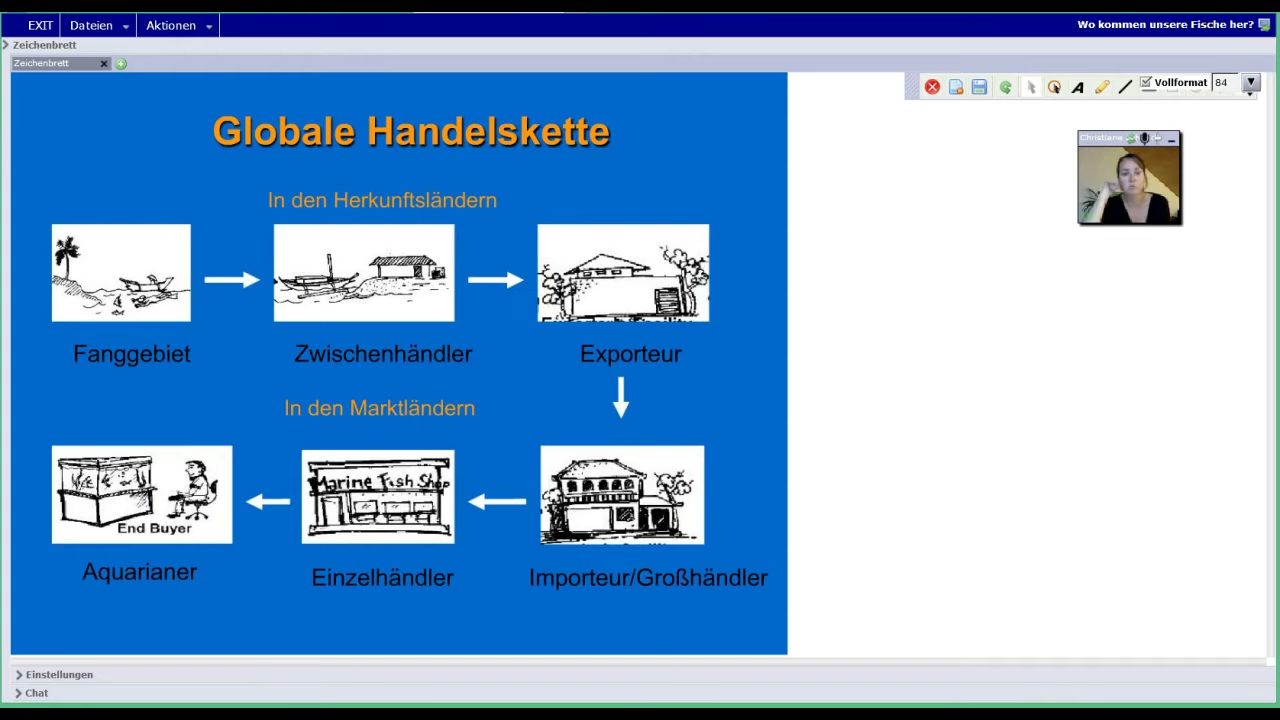 EXIT Dateien Aktionen Wo kommen unsere Fische her?
Zeichenbrett
Zeichenbrett
Vollformat 84
Christiane
Globale Handelskette
In den Herkunftsländern
Fanggebiet Zwischenhändler Exporteur
In den Marktländern
Marine Fish Shop
End Buyer
Aquarianer Einzelhändler Importeur/Großhändler
Einstellungen
Chat